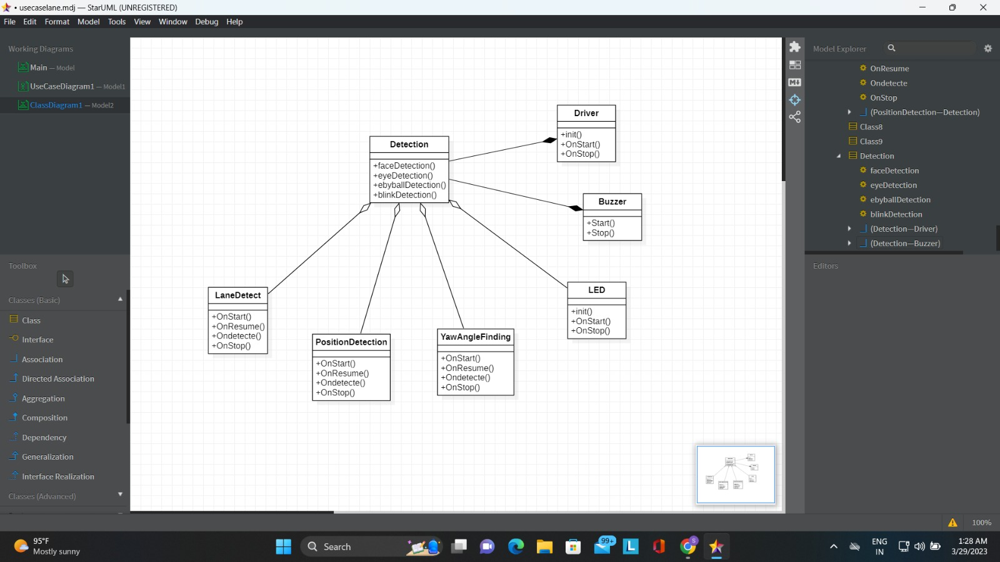 • usecaselane.mdj — StarUML (UNREGISTERED)
File Edit Format Model Tools View Window Debug Help
Working Diagrams
Main — Model
UseCaseDiagram1 — Model1
ClassDiagram1 — Model2
Toolbox
Classes (Basic)
Class
Interface
Association
Directed Association
Aggregation
Composition
Dependency
Generalization
Interface Realization
Classes (Advanced)
Detection
+faceDetection()
+eyeDetection()
+ebyballDetection()
+blinkDetection()
Driver
+init()
+OnStart()
+OnStop()
Buzzer
+Start()
+Stop()
LED
+init()
+OnStart()
+OnStop()
LaneDetect
+OnStart()
+OnResume()
+Ondetecte()
+OnStop()
PositionDetection
+OnStart()
+OnResume()
+Ondetecte()
+OnStop()
YawAngleFinding
+OnStart()
+OnResume()
+Ondetecte()
+OnStop()
M
Model Explorer
OnResume
Ondetecte
OnStop
(PositionDetection—Detection)
Class8
Class9
Detection
faceDetection
eyeDetection
ebyballDetection
blinkDetection
(Detection—Driver)
(Detection—Buzzer)
Editors
100%
95°F
Mostly sunny
Search
99+
L
S
ENG
IN
1:28 AM
3/29/2023